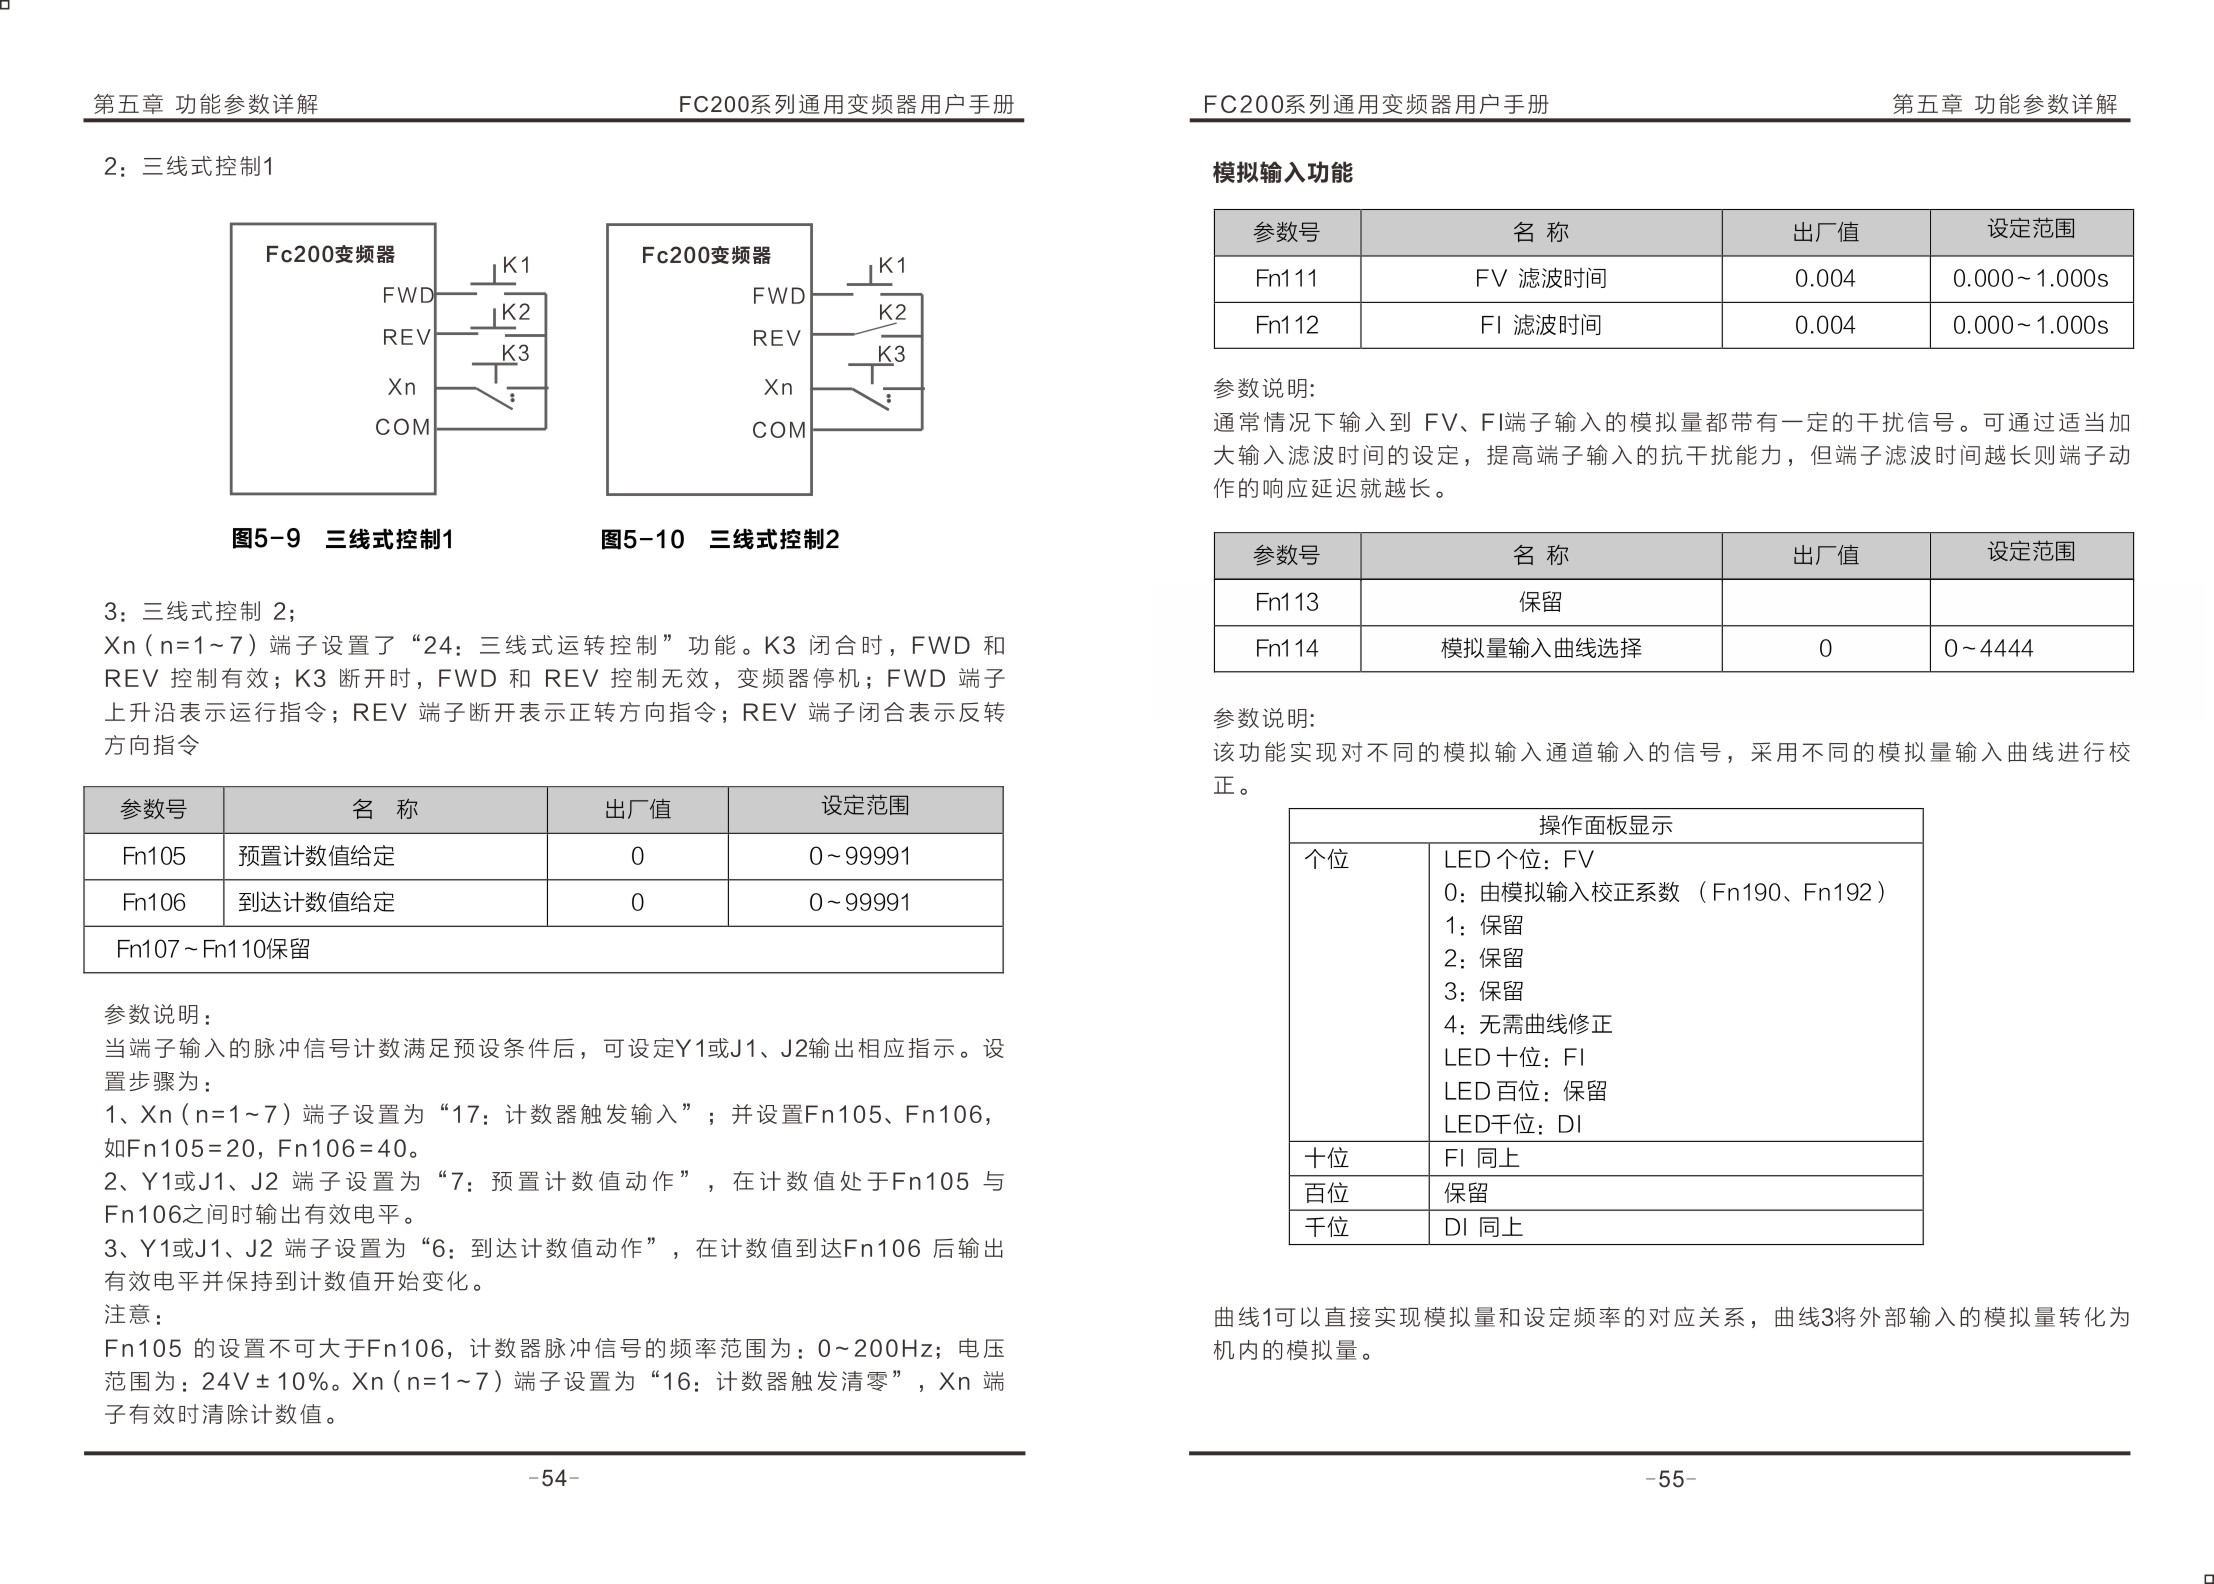 第五章 功能参数详解 FC200系列通用变频器用户手册
2：三线式控制1
Fc200变频器
FWD
REV
Xn
COM
K1
K2
K3
Fc200变频器
FWD
REV
Xn
COM
K1
K2
K3
图5-9 三线式控制1
图5-10 三线式控制2
3：三线式控制 2；
Xn（n=1~7）端子设置了“24：三线式运转控制”功能。K3 闭合时，FWD 和
REV 控制有效；K3 断开时，FWD 和 REV 控制无效，变频器停机；FWD 端子
上升沿表示运行指令；REV 端子断开表示正转方向指令；REV 端子闭合表示反转
方向指令
参数号 名 称 出厂值 设定范围
Fn105 预置计数值给定 0 0~99991
Fn106 到达计数值给定 0 0~99991
Fn107~Fn110保留
参数说明：
当端子输入的脉冲信号计数满足预设条件后，可设定Y1或J1、J2输出相应指示。设
置步骤为：
1、Xn（n=1~7）端子设置为“17：计数器触发输入”；并设置Fn105、Fn106，
如Fn105=20，Fn106=40。
2、Y1或J1、J2 端子设置为“7：预置计数值动作”，在计数值处于Fn105 与
Fn106之间时输出有效电平。
3、Y1或J1、J2 端子设置为“6：到达计数值动作”，在计数值到达Fn106 后输出
有效电平并保持到计数值开始变化。
注意：
Fn105 的设置不可大于Fn106，计数器脉冲信号的频率范围为：0~200Hz；电压
范围为：24V±10%。Xn（n=1~7）端子设置为“16：计数器触发清零”，Xn 端
子有效时清除计数值。
-54-
FC200系列通用变频器用户手册 第五章 功能参数详解
模拟输入功能
参数号 名 称 出厂值 设定范围
Fn111 FV 滤波时间 0.004 0.000~1.000s
Fn112 FI 滤波时间 0.004 0.000~1.000s
参数说明:
通常情况下输入到 FV、FI端子输入的模拟量都带有一定的干扰信号。可通过适当加
大输入滤波时间的设定，提高端子输入的抗干扰能力，但端子滤波时间越长则端子动
作的响应延迟就越长。
参数号 名 称 出厂值 设定范围
Fn113 保留
Fn114 模拟量输入曲线选择 0 0~4444
参数说明:
该功能实现对不同的模拟输入通道输入的信号，采用不同的模拟量输入曲线进行校
正。
操作面板显示
个位 LED 个位：FV
0：由模拟输入校正系数 （Fn190、Fn192）
1：保留
2：保留
3：保留
4：无需曲线修正
LED 十位：FI
LED 百位：保留
LED千位：DI
十位 FI 同上
百位 保留
千位 DI 同上
曲线1可以直接实现模拟量和设定频率的对应关系，曲线3将外部输入的模拟量转化为
机内的模拟量。
-55-